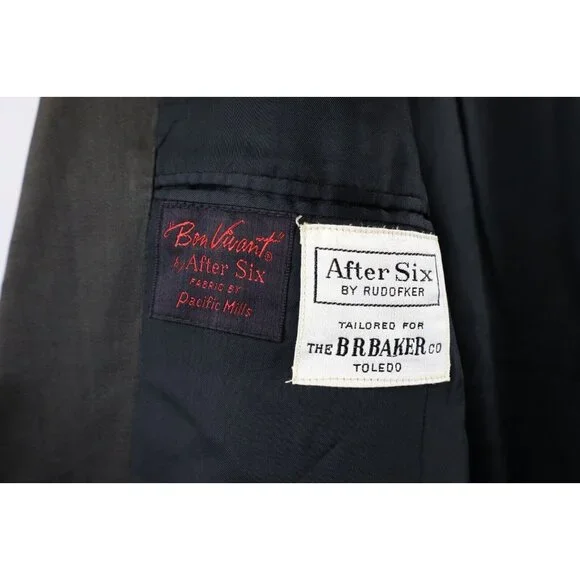 "Bon Vivant"®
by After Six
FABRIC BY
Pacific Mills
After Six
BY RUDOFKER
TAILORED FOR
THE B R BAKER CO
TOLEDO